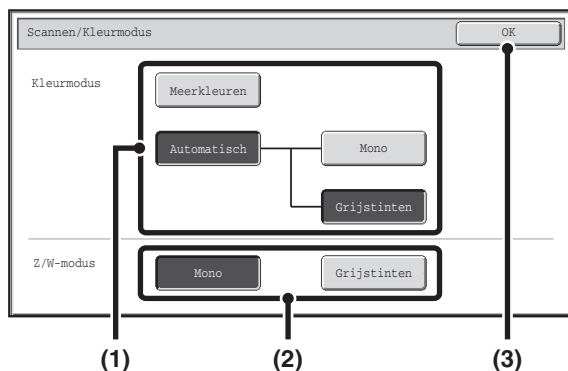 Scannen/Kleurmodus OK
Kleurmodus Meerkleuren
Automatisch Mono
Grijstinten
Z/W-modus Mono Grijstinten
(1) (2) (3)